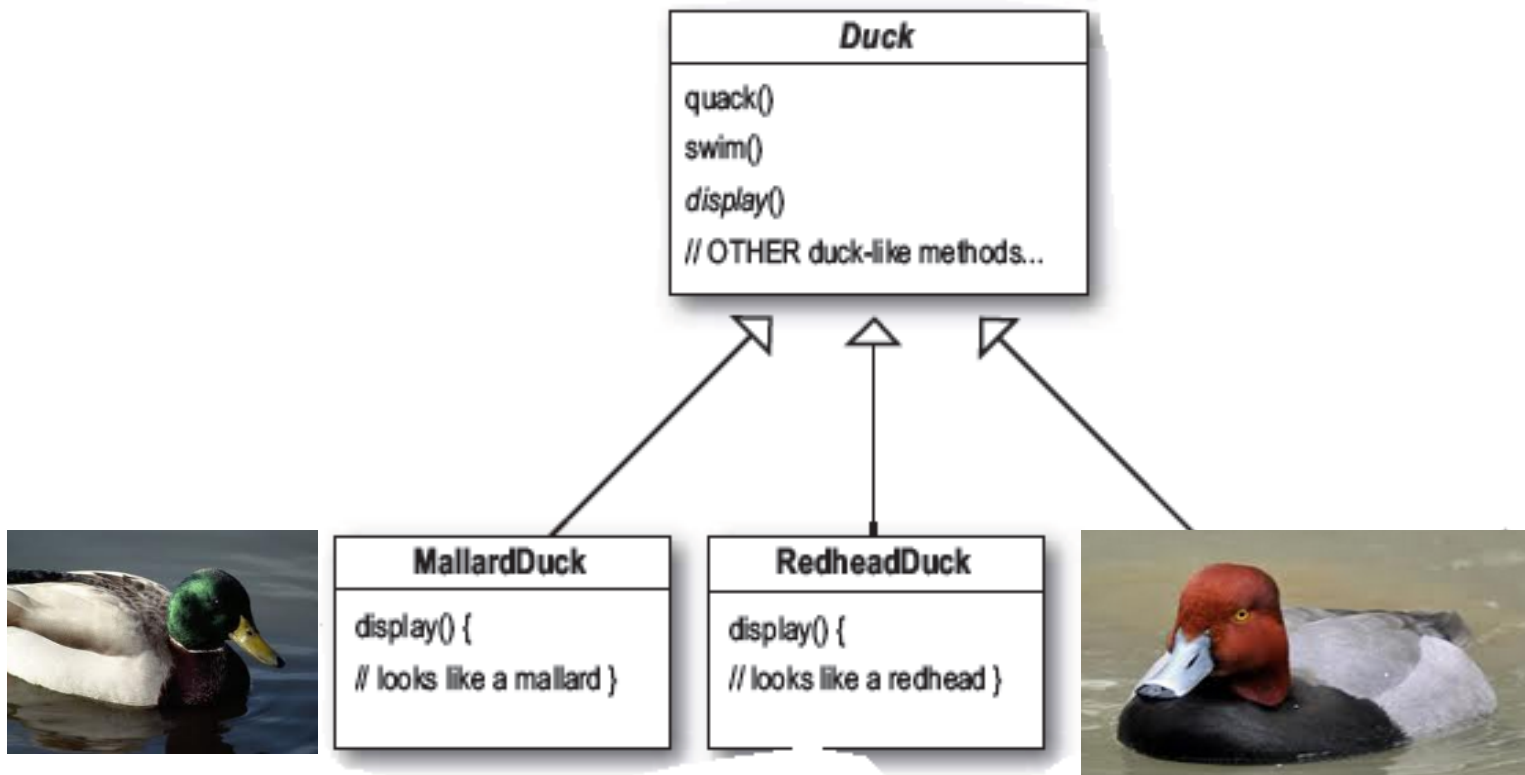 Duck
quack()
swim()
display()
// OTHER duck-like methods...
MallardDuck
display() {
// looks like a mallard }
RedheadDuck
display() {
// looks like a redhead }